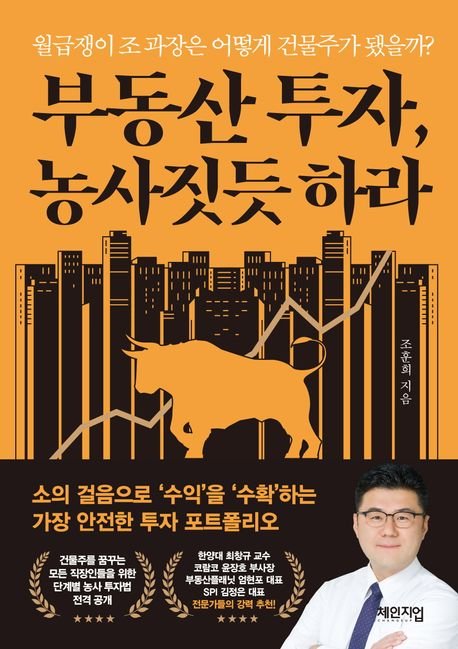 월급쟁이 조 과장은 어떻게 건물주가 됐을까?
부동산 투자,
농사짓듯 하라
조훈희 지음
소의 걸음으로 ‘수익’을 ‘수확’하는
가장 안전한 투자 포트폴리오
건물주를 꿈꾸는
모든 직장인들을 위한
단계별 농사 투자법
전격 공개
한양대 최창규 교수
코람코 윤장호 부사장
부동산플래닛 엄현포 대표
SPI 김정은 대표
전문가들의 강력 추천!
체인지업
CHANGEUP